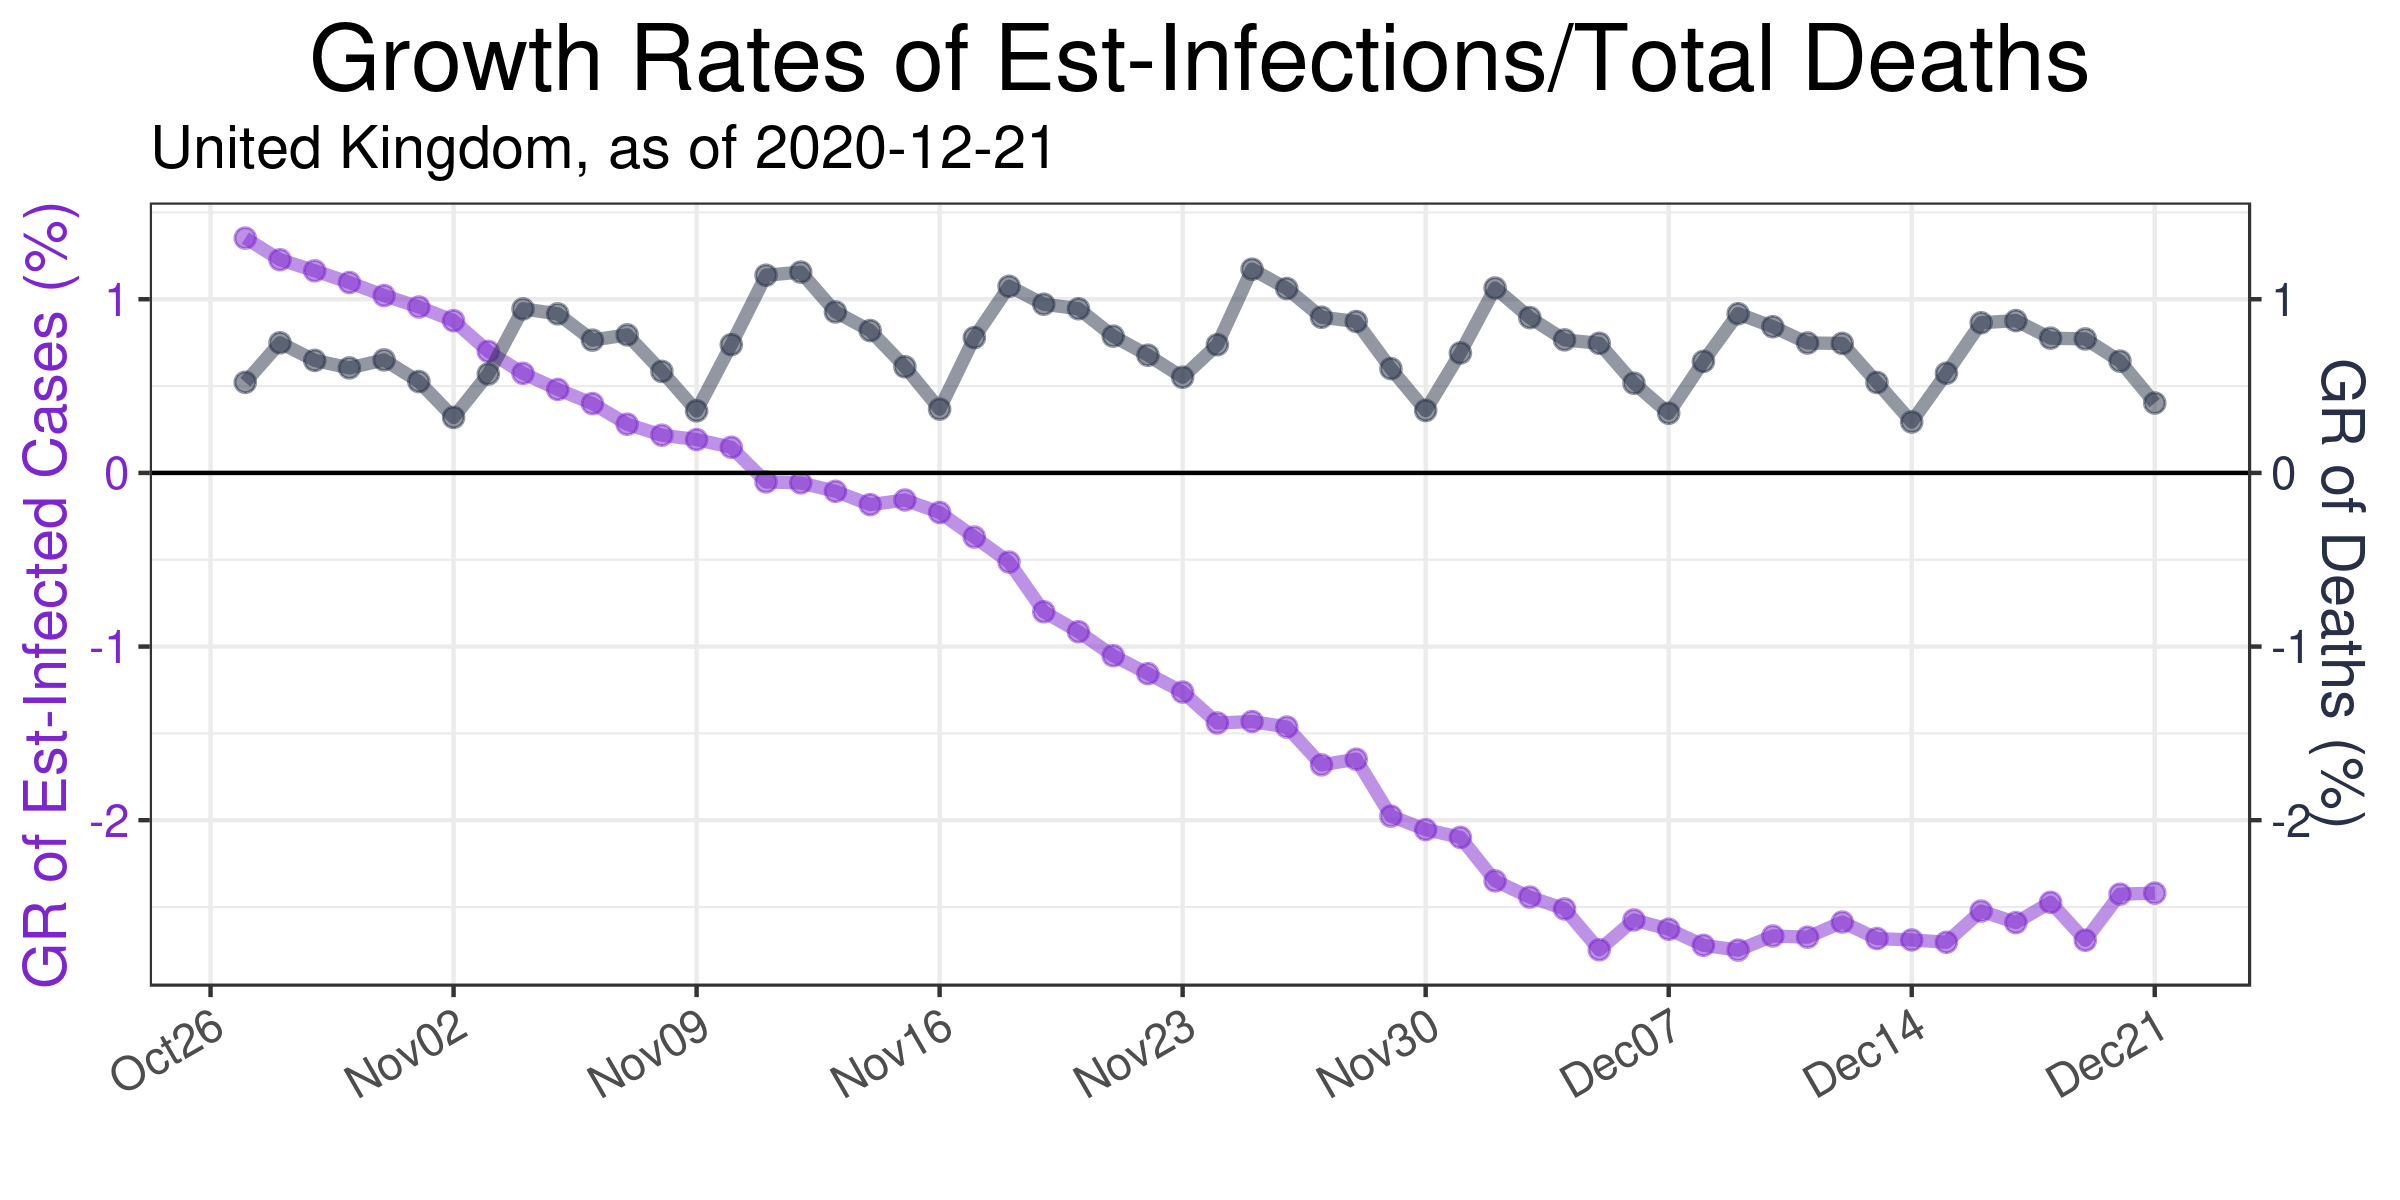 Growth Rates of Est-Infections/Total Deaths
United Kingdom, as of 2020-12-21
GR of Est-Infected Cases (%)
1
0
-1
-2
1
0
-1
-2
GR of Deaths (%)
Oct26
Nov02
Nov09
Nov16
Nov23
Nov30
Dec07
Dec14
Dec21